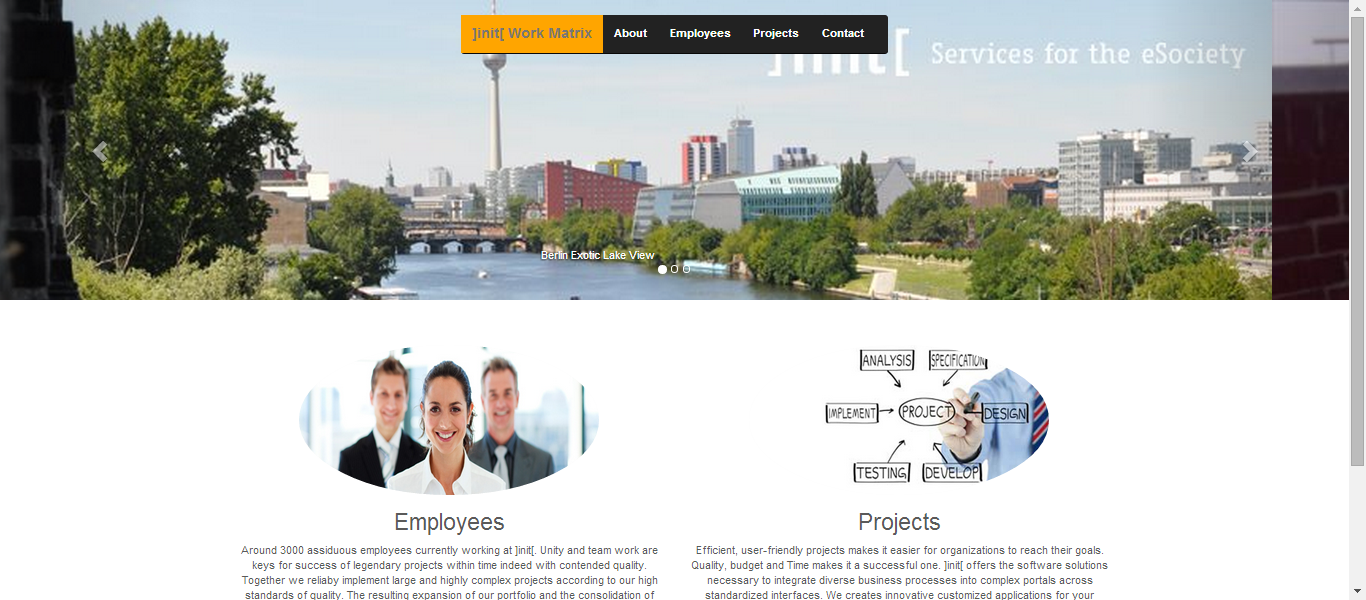 ]init[ Work Matrix About Employees Projects Contact
]init[ Services for the eSociety
Berlin Exotic Lake View
ANALYSIS SPECIFICATION
IMPLEMENT PROJECT DESIGN
TESTING DEVELOP
Employees
Around 3000 assiduous employees currently working at ]init[. Unity and team work are
keys for success of legendary projects within time indeed with contended quality.
Together we reliaby implement large and highly complex projects according to our high
standards of quality. The resulting expansion of our portfolio and the consolidation of
Projects
Efficient, user-friendly projects makes it easier for organizations to reach their goals.
Quality, budget and Time makes it a successful one. ]init[ offers the software solutions
necessary to integrate diverse business processes into complex portals across
standardized interfaces. We creates innovative customized applications for your